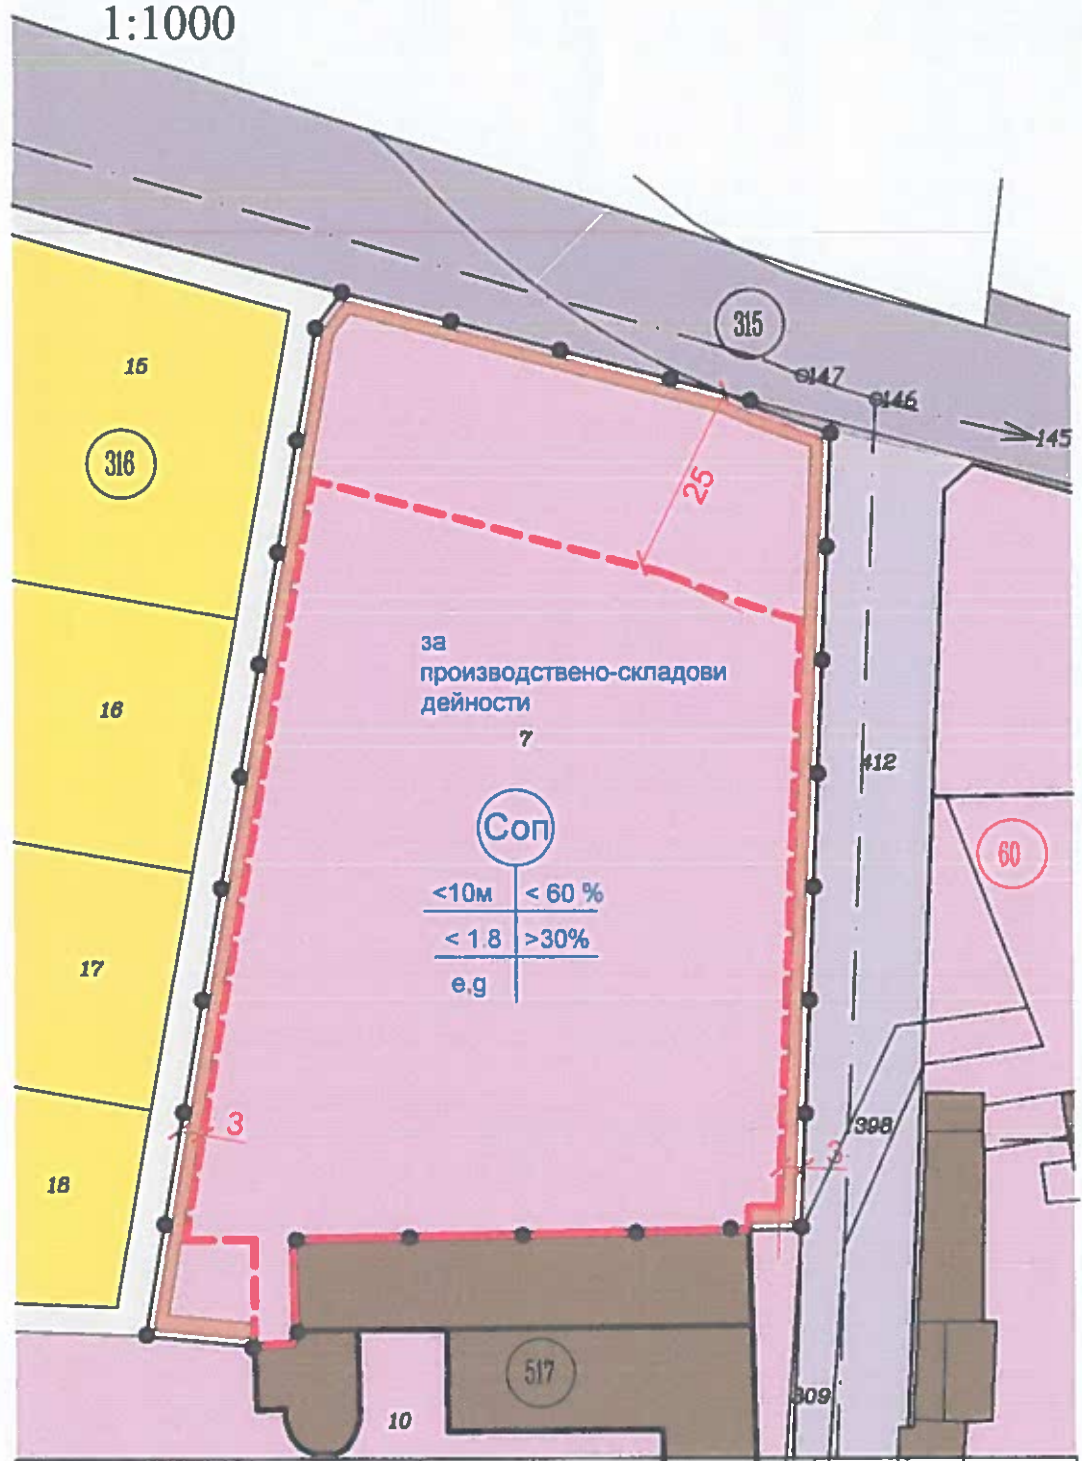 1:1000
315
147
146
145
15
316
25
16
за
производствено-складови
дейности
7
412
Соп
60
<10м < 60 %
< 1.8 >30%
e,g
17
3
398
3
18
517
309
10